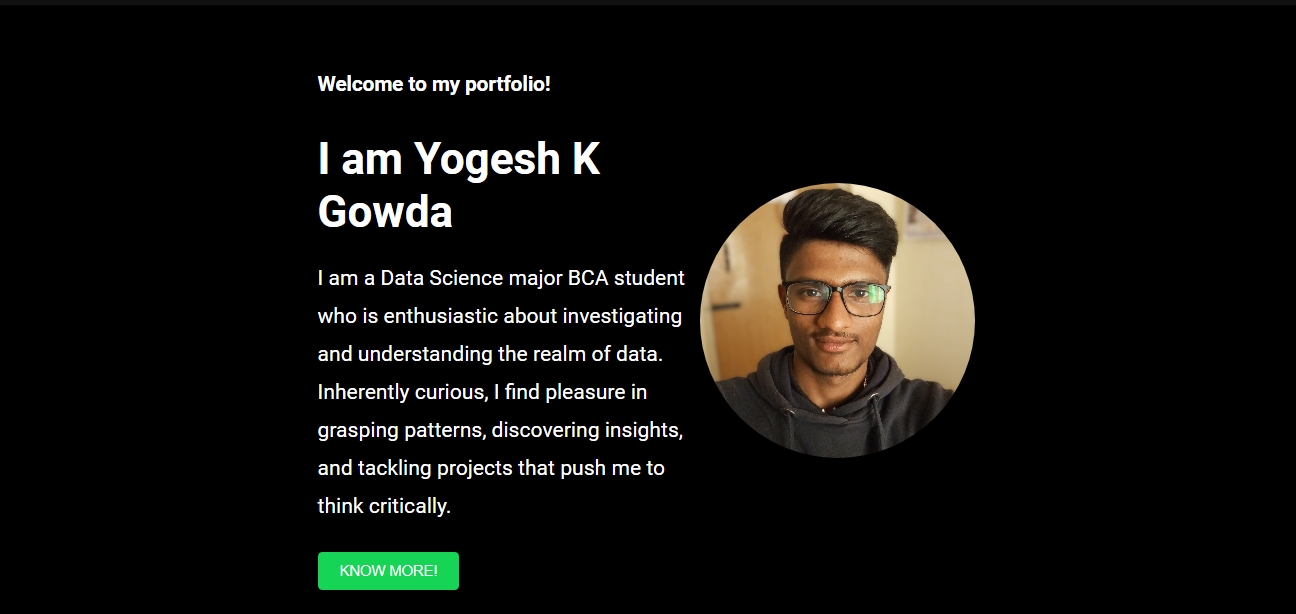 Welcome to my portfolio!
I am Yogesh K
Gowda
I am a Data Science major BCA student
who is enthusiastic about investigating
and understanding the realm of data.
Inherently curious, I find pleasure in
grasping patterns, discovering insights,
and tackling projects that push me to
think critically.
KNOW MORE!